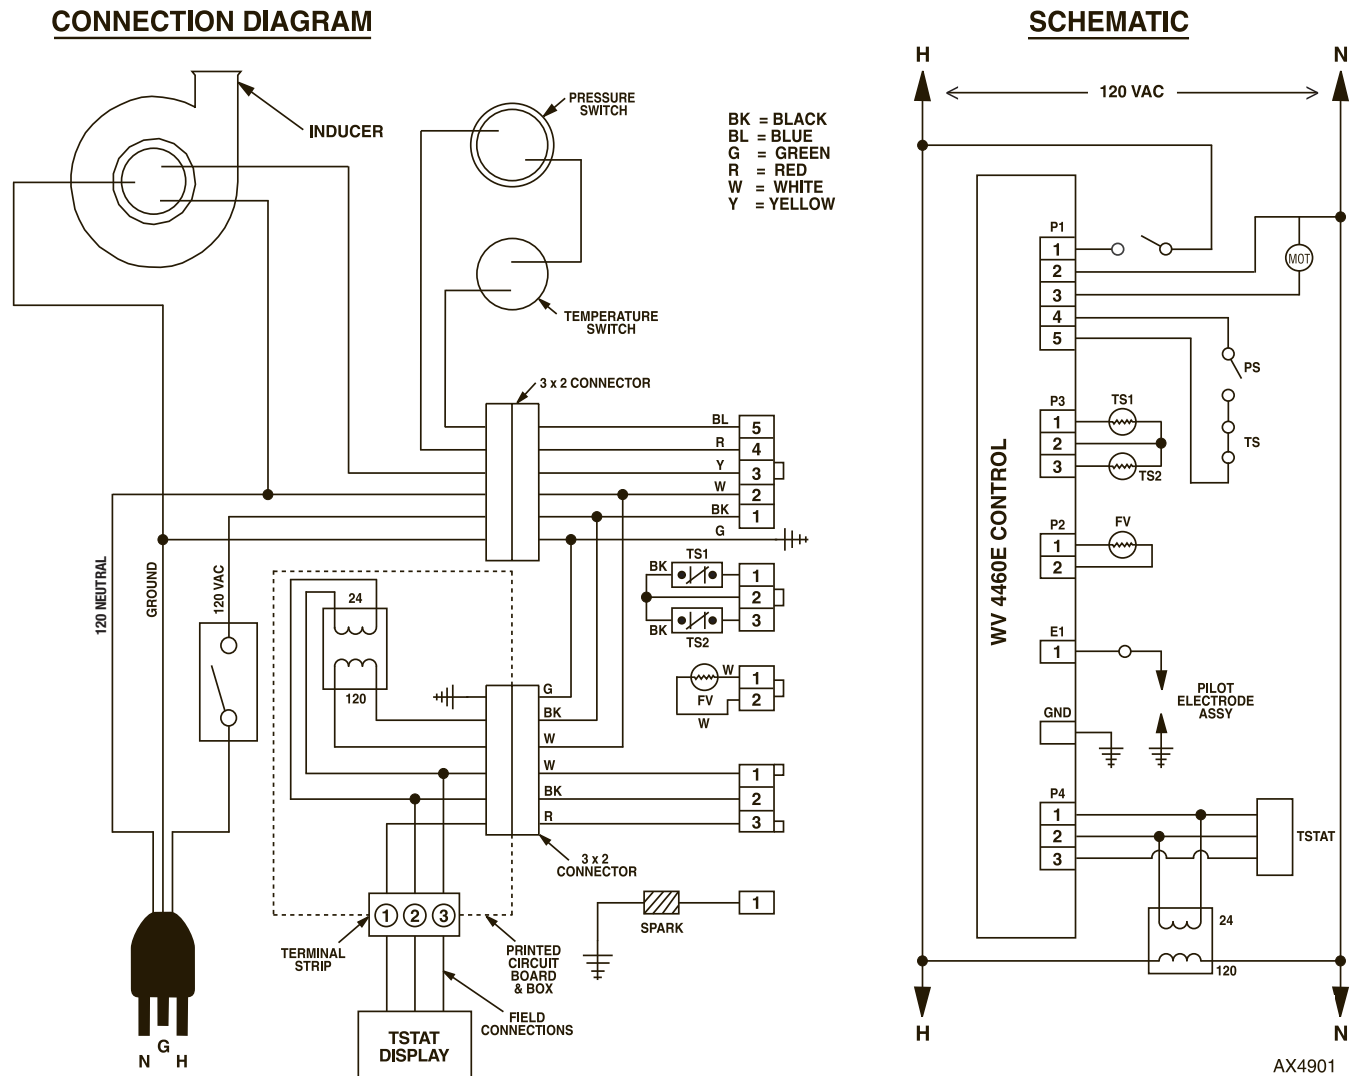 CONNECTION DIAGRAM
INDUCER
PRESSURE
SWITCH
TEMPERATURE
SWITCH
BK = BLACK
BL = BLUE
G = GREEN
R = RED
W = WHITE
Y = YELLOW
3 x 2 CONNECTOR
BL 5
R 4
Y 3
W 2
BK 1
G
120 NEUTRAL
GROUND
120 VAC
24
120
TS1
BK 1
2
BK 3
TS2
W 1
FV 2
W
G
BK
W
W 1
BK 2
R 3
3 x 2
CONNECTOR
1 2 3
TERMINAL
STRIP
PRINTED
CIRCUIT
BOARD
& BOX
FIELD
CONNECTIONS
TSTAT
DISPLAY
1
SPARK
N G H
SCHEMATIC
H N
120 VAC
WV 4460E CONTROL
P1
1
2
3
4
5
MOT
PS
TS
P3
1
2
3
TS1
TS2
P2
1
2
FV
E1
1
PILOT
ELECTRODE
ASSY
GND
P4
1
2
3
TSTAT
24
120
H N
AX4901